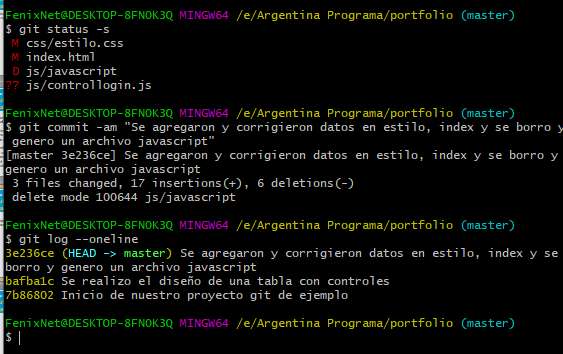 FenixNet@DESKTOP-8FN0K3Q MINGW64 /e/Argentina Programa/portfolio (master)
$ git status -s
 M css/estilo.css
 M index.html
 D js/javascript
?? js/controllogin.js
FenixNet@DESKTOP-8FN0K3Q MINGW64 /e/Argentina Programa/portfolio (master)
$ git commit -am "Se agregaron y corrigieron datos en estilo, index y se borro y
 genero un archivo javascript"
[master 3e236ce] Se agregaron y corrigieron datos en estilo, index y se borro y
genero un archivo javascript
 3 files changed, 17 insertions(+), 6 deletions(-)
 delete mode 100644 js/javascript
FenixNet@DESKTOP-8FN0K3Q MINGW64 /e/Argentina Programa/portfolio (master)
$ git log --oneline
3e236ce (HEAD -> master) Se agregaron y corrigieron datos en estilo, index y se
borro y genero un archivo javascript
bafba1c Se realizo el diseño de una tabla con controles
7b86802 Inicio de nuestro proyecto git de ejemplo
FenixNet@DESKTOP-8FN0K3Q MINGW64 /e/Argentina Programa/portfolio (master)
$